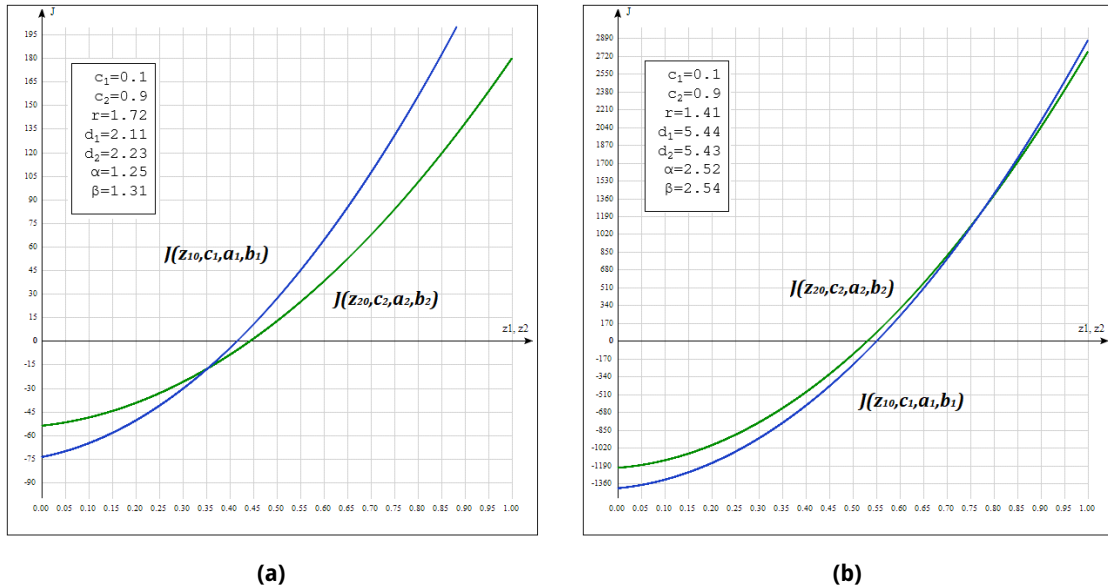 J
195
180
165
150
135
120
105
90
75
60
45
30
15
0
-15
-30
-45
-60
-75
-90
c₁=0.1
c₂=0.9
r=1.72
d₁=2.11
d₂=2.23
α=1.25
β=1.31
J(z₁₀,c₁,a₁,b₁)
J(z₂₀,c₂,a₂,b₂)
z1, z2
0.00 0.05 0.10 0.15 0.20 0.25 0.30 0.35 0.40 0.45 0.50 0.55 0.60 0.65 0.70 0.75 0.80 0.85 0.90 0.95 1.00
(a)
J
2890
2720
2550
2380
2210
2040
1870
1700
1530
1360
1190
1020
850
680
510
340
170
0
-170
-340
-510
-680
-850
-1020
-1190
-1360
c₁=0.1
c₂=0.9
r=1.41
d₁=5.44
d₂=5.43
α=2.52
β=2.54
J(z₂₀,c₂,a₂,b₂)
z1, z2
J(z₁₀,c₁,a₁,b₁)
0.00 0.05 0.10 0.15 0.20 0.25 0.30 0.35 0.40 0.45 0.50 0.55 0.60 0.65 0.70 0.75 0.80 0.85 0.90 0.95 1.00
(b)